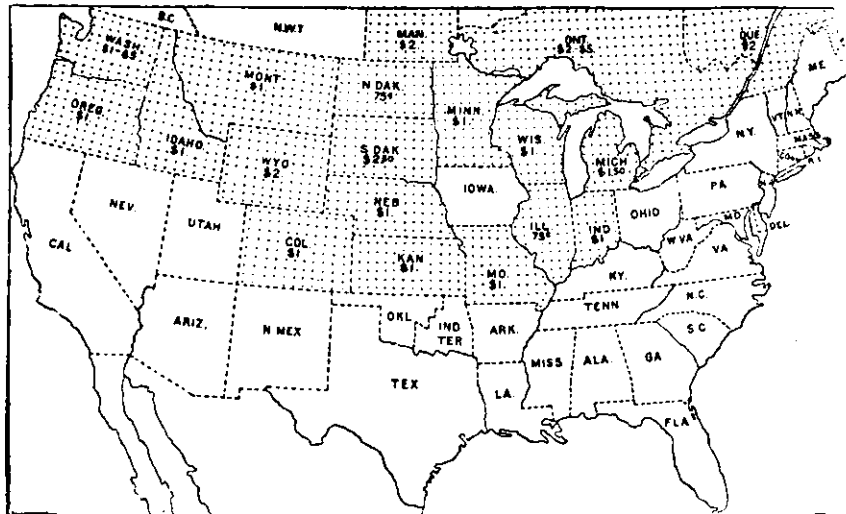 B.C.
N.W.T
MAN.
$2
ONT.
$2-$5
QUE
$2
WASH.
$1-$5
MONT
$1.
N DAK
75¢
MINN
$1.
ME.
OREG
$1
IDAHO.
$1
WYO
$2
S DAK
$2 50
WIS.
$1
MICH
$1.50
N.Y.
VT.
N.H.
MASS
R I
IOWA.
NEB
$1.
PA
NEV.
UTAH
COL
$1
ILL
75¢
IND
$1
OHIO
MD.
DEL
CAL
KAN
$1.
MO.
$1.
W VA
VA
KY.
ARIZ.
N MEX
OKL
IND
TER
ARK.
TENN
N.C.
S C
TEX
LA.
MISS
ALA.
GA
FLA